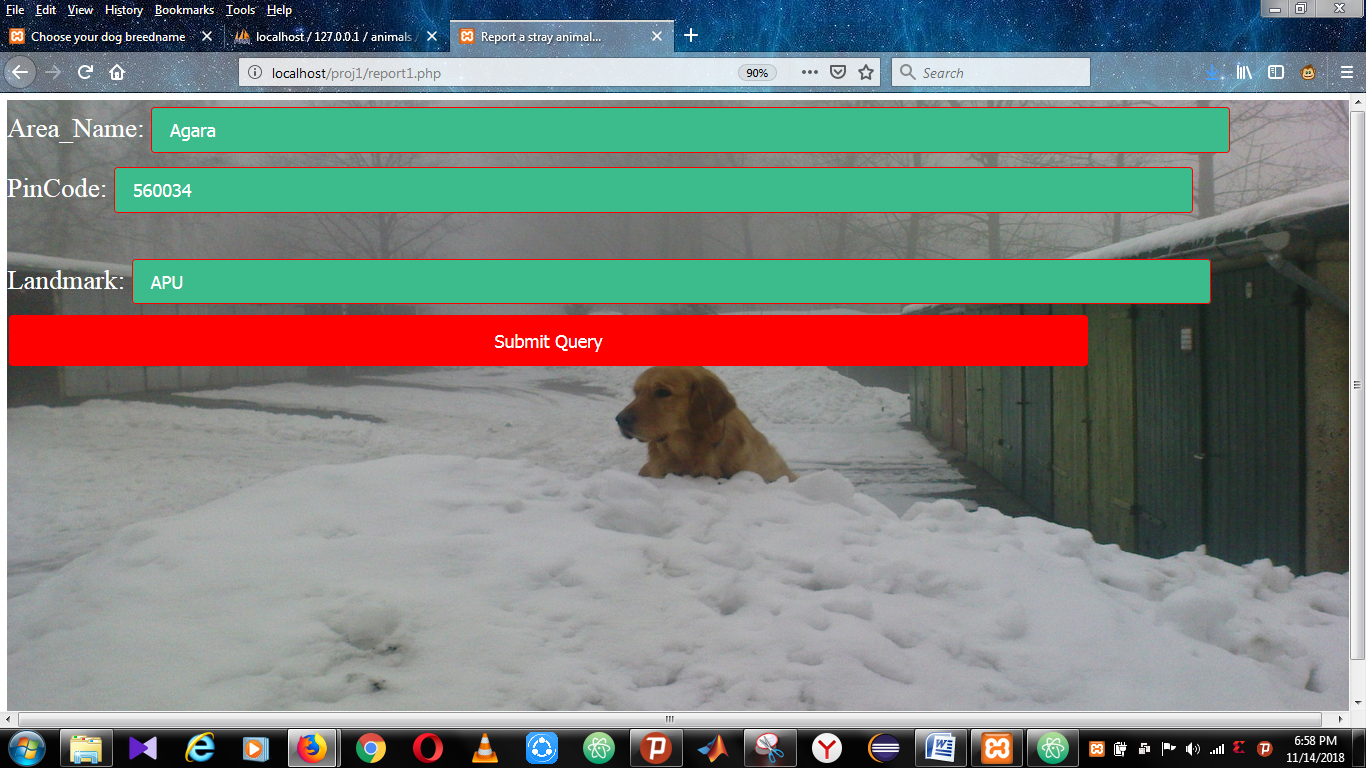 File Edit View History Bookmarks Tools Help
Choose your dog breedname
localhost / 127.0.0.1 / animals
Report a stray animal...
localhost/proj1/report1.php 90% Search
Area_Name: Agara
PinCode: 560034
Landmark: APU
Submit Query
6:58 PM
11/14/2018